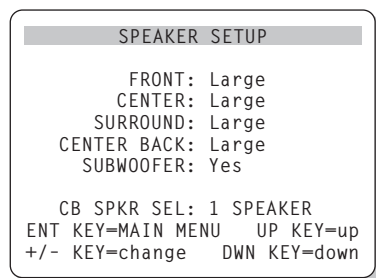 SPEAKER SETUP
FRONT: Large
CENTER: Large
SURROUND: Large
CENTER BACK: Large
SUBWOOFER: Yes
CB SPKR SEL: 1 SPEAKER
ENT KEY=MAIN MENU UP KEY=up
+/- KEY=change DWN KEY=down